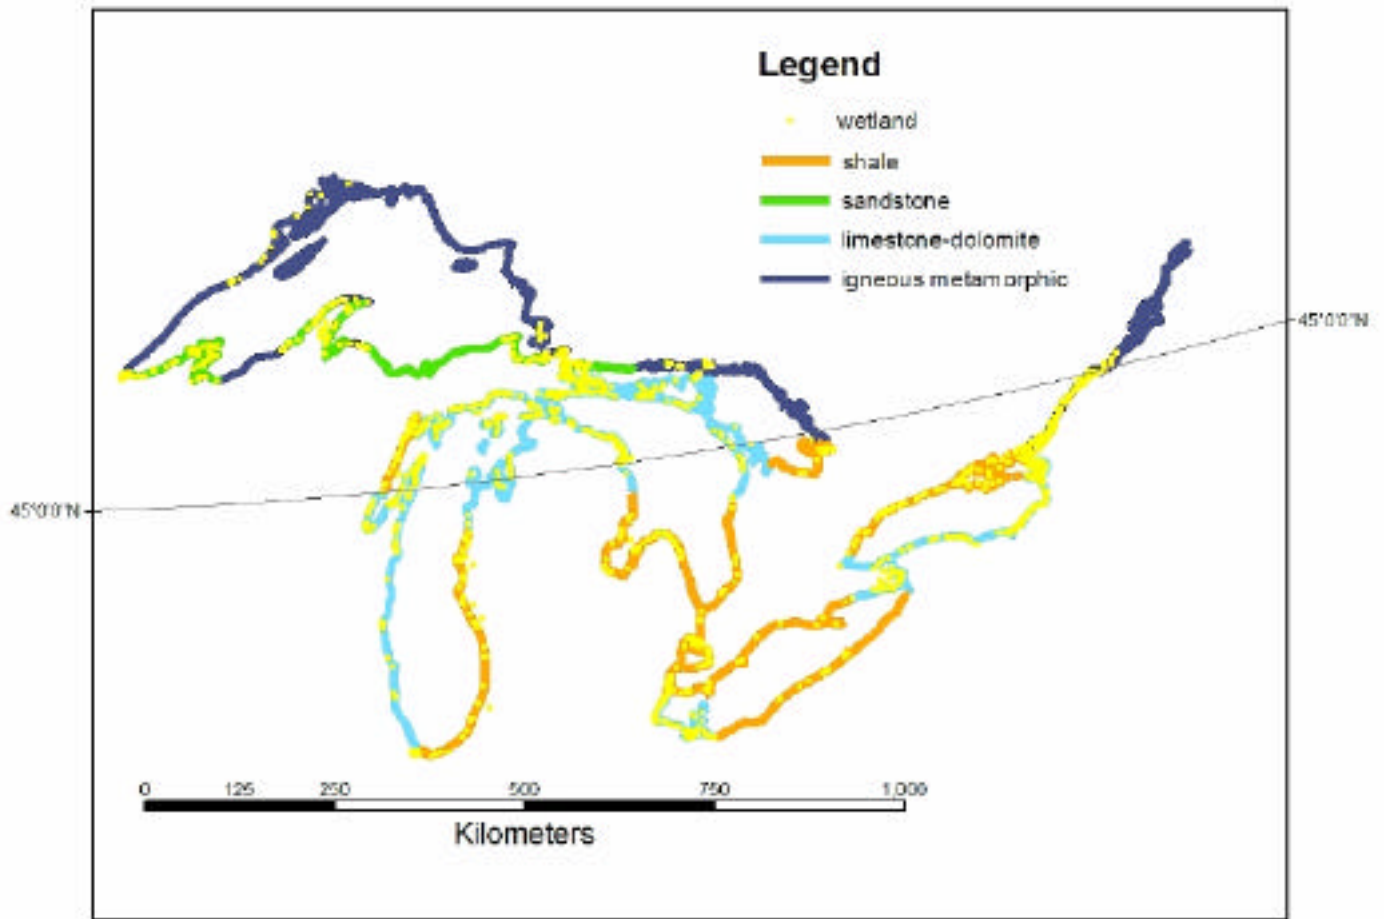 Legend
wetland
shale
sandstone
limestone-dolomite
igneous metamorphic
45°0'0"N
45°0'0"N
0 125 250 500 750 1,000
Kilometers